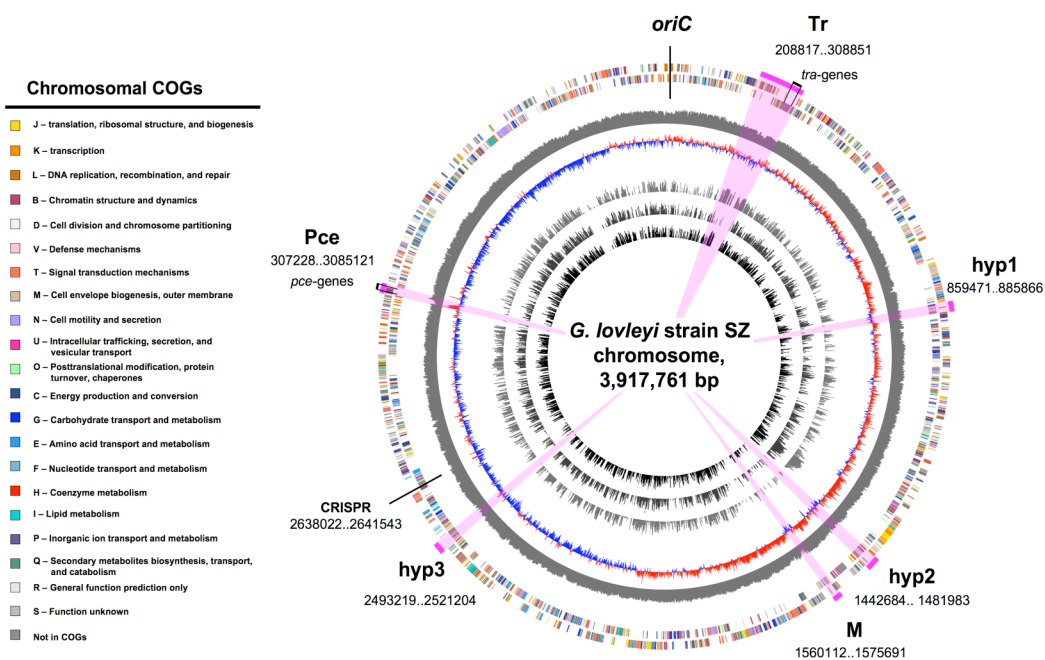 Chromosomal COGs
J – translation, ribosomal structure, and biogenesis
K – transcription
L – DNA replication, recombination, and repair
B – Chromatin structure and dynamics
D – Cell division and chromosome partitioning
V – Defense mechanisms
T – Signal transduction mechanisms
M – Cell envelope biogenesis, outer membrane
N – Cell motility and secretion
U – Intracellular trafficking, secretion, and
vesicular transport
O – Posttranslational modification, protein
turnover, chaperones
C – Energy production and conversion
G – Carbohydrate transport and metabolism
E – Amino acid transport and metabolism
F – Nucleotide transport and metabolism
H – Coenzyme metabolism
I – Lipid metabolism
P – Inorganic ion transport and metabolism
Q – Secondary metabolites biosynthesis, transport,
and catabolism
R – General function prediction only
S – Function unknown
Not in COGs
oriC
Tr
208817..308851
tra-genes
Pce
307228..3085121
pce-genes
hyp1
859471..885866
G. lovleyi strain SZ
chromosome,
3,917,761 bp
CRISPR
2638022..2641543
hyp3
2493219..2521204
hyp2
1442684.. 1481983
M
1560112..1575691